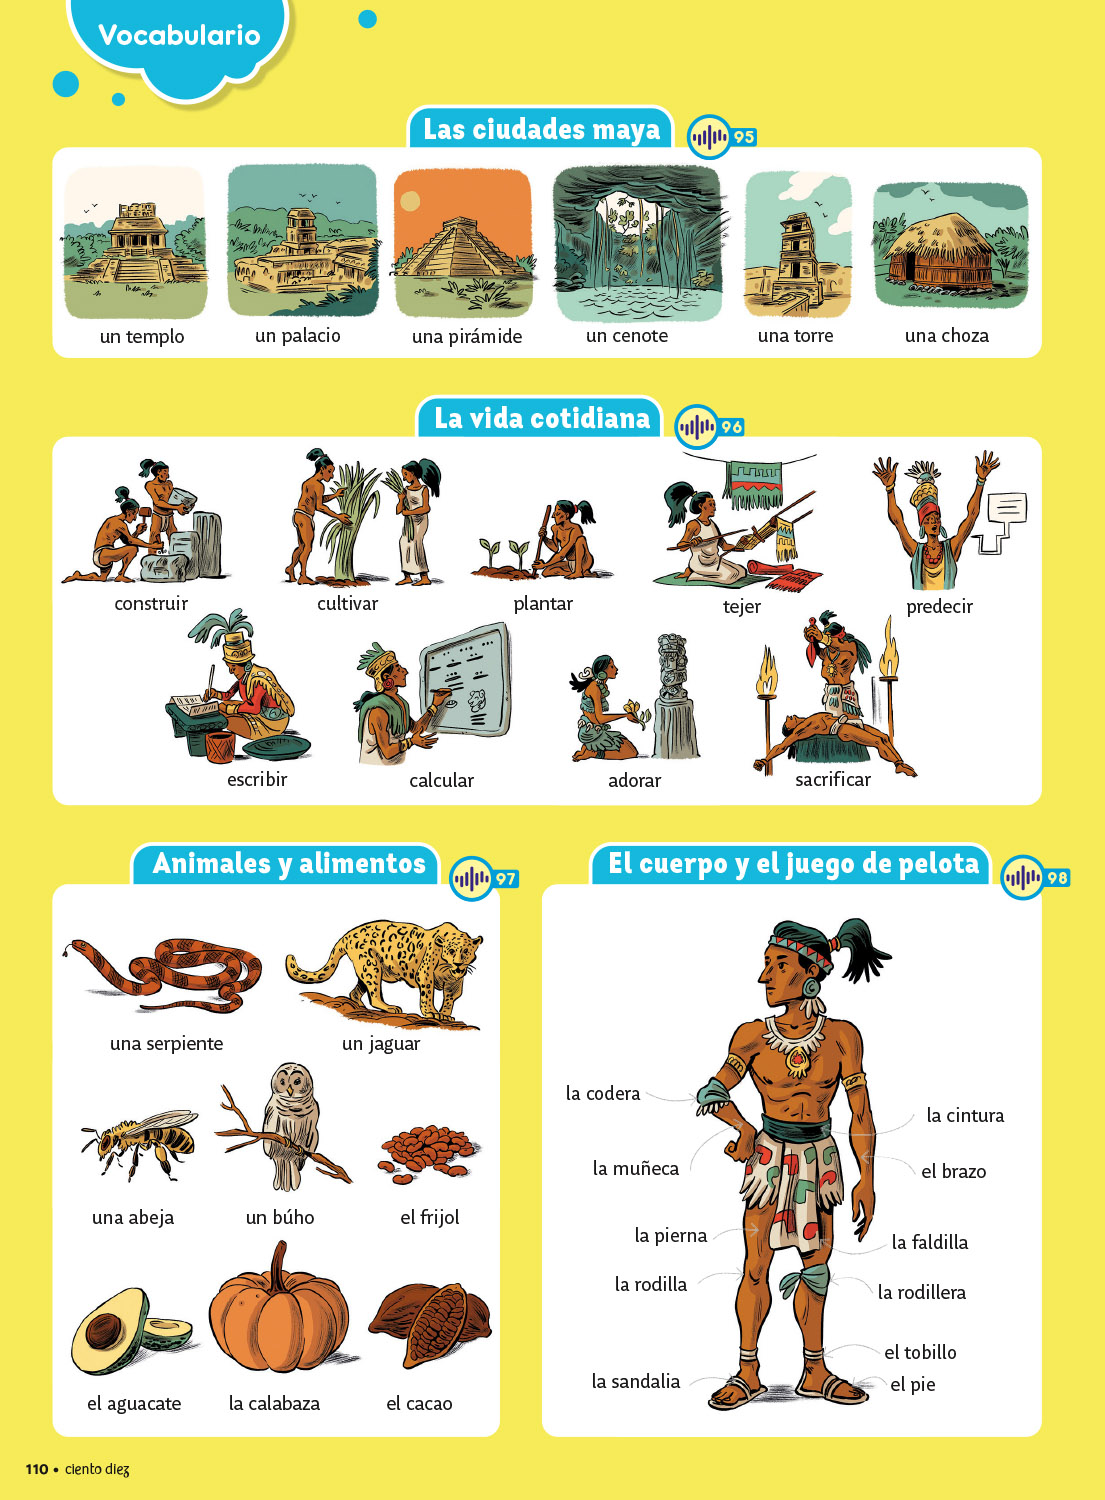 Vocabulario
Las ciudades maya
95
un templo
un palacio
una pirámide
un cenote
una torre
una choza
La vida cotidiana
96
construir
cultivar
plantar
tejer
predecir
escribir
calcular
adorar
sacrificar
Animales y alimentos
97
una serpiente
un jaguar
una abeja
un búho
el frijol
el aguacate
la calabaza
el cacao
El cuerpo y el juego de pelota
98
la codera
la cintura
la muñeca
el brazo
la pierna
la faldilla
la rodilla
la rodillera
el tobillo
la sandalia
el pie
110 • ciento diez